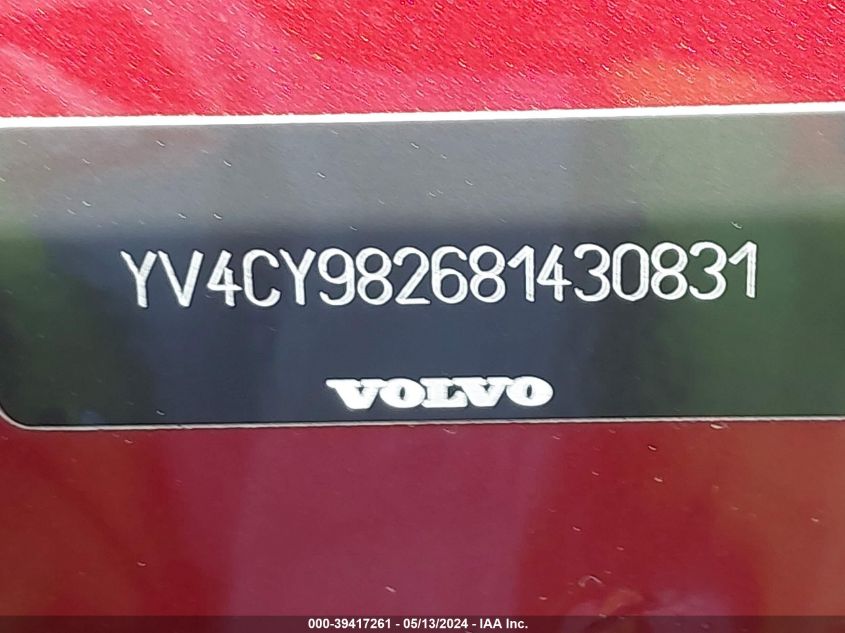 YV4CY982681430831
VOLVO
000-39417261 - 05/13/2024 - IAA Inc.